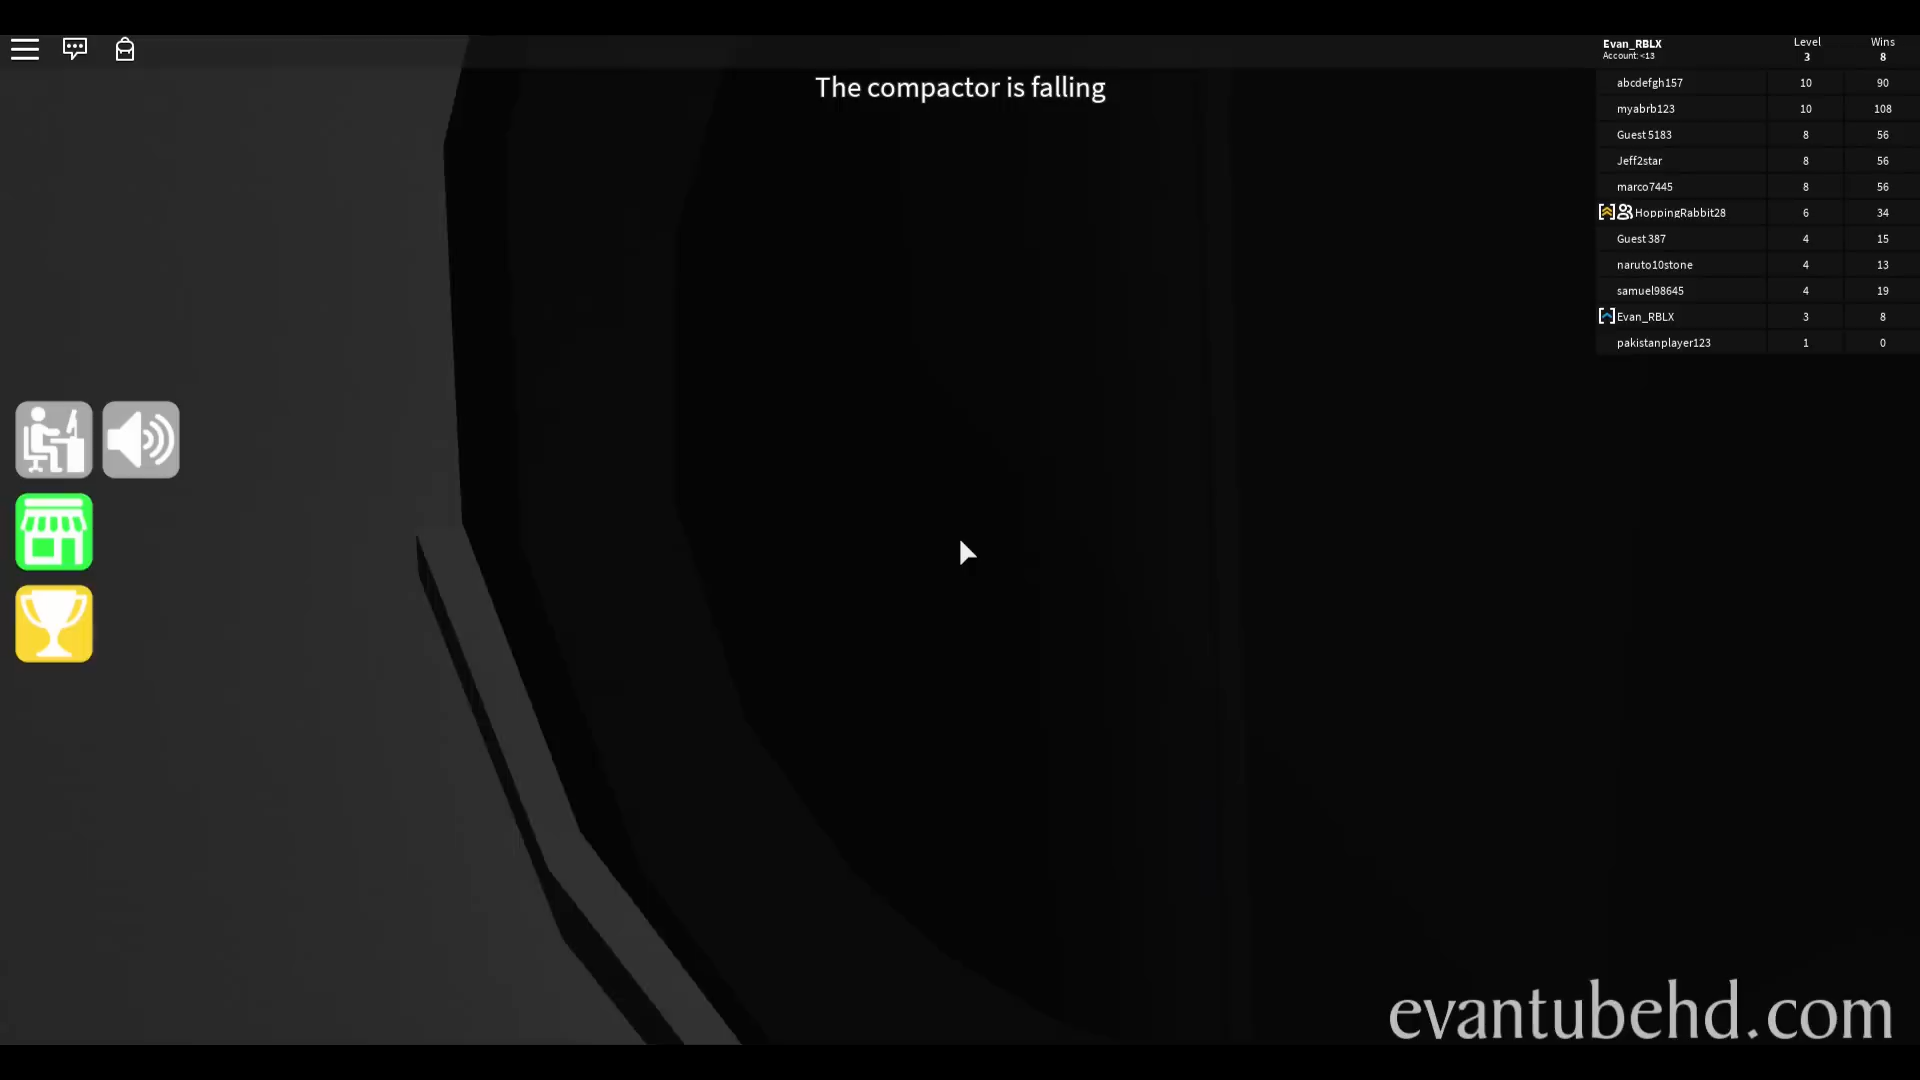 The compactor is falling
Evan_RBLX Level Wins
Account: <13 3 8
abcdefgh157 10 90
myabrb123 10 108
Guest 5183 8 56
Jeff2star 8 56
marco7445 8 56
HoppingRabbit28 6 34
Guest 387 4 15
naruto10stone 4 13
samuel98645 4 19
Evan_RBLX 3 8
pakistanplayer123 1 0
evantubehd.com